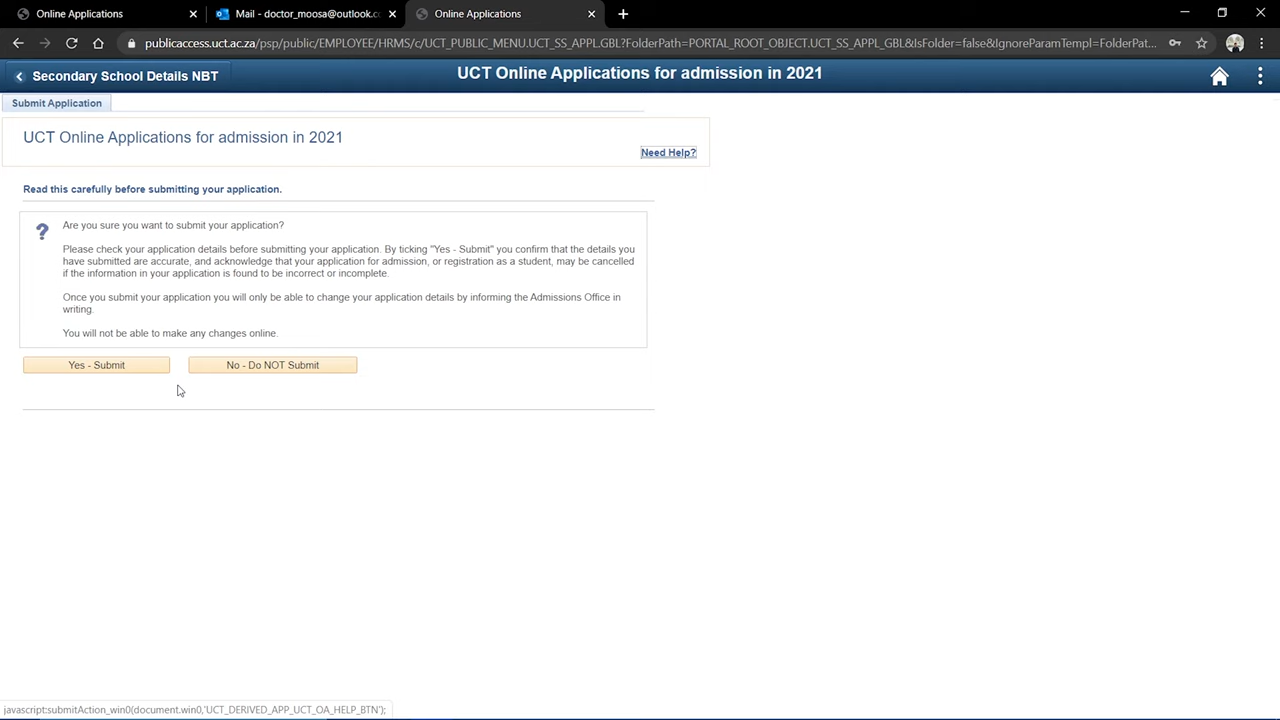 Online Applications
Mail - doctor_moosa@outlook.cc
Online Applications
publicaccess.uct.ac.za/psp/public/EMPLOYEE/HRMS/c/UCT_PUBLIC_MENU.UCT_SS_APPL.GBL?FolderPath=PORTAL_ROOT_OBJECT.UCT_SS_APPL_GBL&IsFolder=false&IgnoreParamTempl=FolderPat...
Secondary School Details NBT
UCT Online Applications for admission in 2021
Submit Application
UCT Online Applications for admission in 2021
Need Help?
Read this carefully before submitting your application.
Are you sure you want to submit your application?
Please check your application details before submitting your application. By ticking "Yes - Submit" you confirm that the details you
have submitted are accurate, and acknowledge that your application for admission, or registration as a student, may be cancelled
if the information in your application is found to be incorrect or incomplete.
Once you submit your application you will only be able to change your application details by informing the Admissions Office in
writing.
You will not be able to make any changes online.
Yes - Submit
No - Do NOT Submit
javascript:submitAction_win0(document.win0,'UCT_DERIVED_APP_UCT_OA_HELP_BTN');